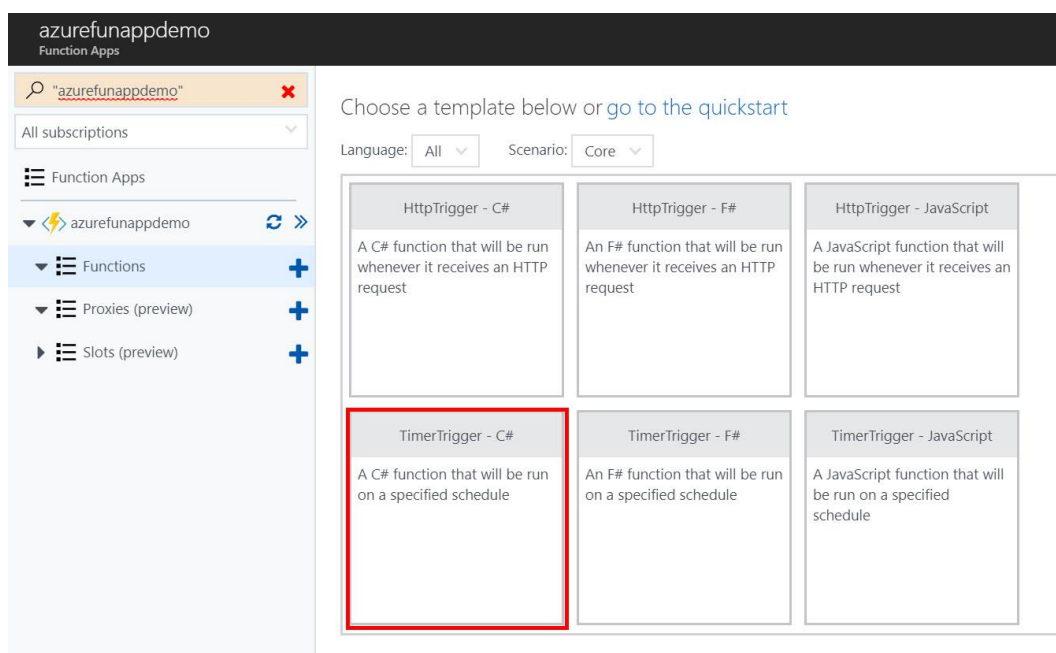 azurefunappdemo
Function Apps
"azurefunappdemo"
All subscriptions
Function Apps
azurefunappdemo
Functions
Proxies (preview)
Slots (preview)
Choose a template below or go to the quickstart
Language: All Scenario: Core
HttpTrigger - C#
A C# function that will be run
whenever it receives an HTTP
request
HttpTrigger - F#
An F# function that will be run
whenever it receives an HTTP
request
HttpTrigger - JavaScript
A JavaScript function that will
be run whenever it receives an
HTTP request
TimerTrigger - C#
A C# function that will be run
on a specified schedule
TimerTrigger - F#
An F# function that will be run
on a specified schedule
TimerTrigger - JavaScript
A JavaScript function that will
be run on a specified
schedule